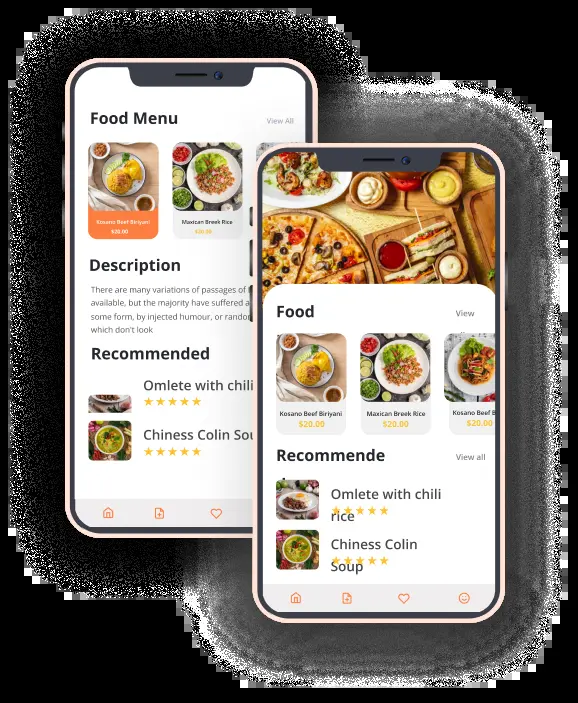 Food Menu
View All
Kosano Beef Biriyani
$20.00
Maxican Breek Rice
$20.00
Description
There are many variations of passages of
available, but the majority have suffered a
some form, by injected humour, or random
which don't look
Recommended
Omlete with chili
★★★★★
Chiness Colin Sou
★★★★★
Food
View
Kosano Beef Biriyani
$20.00
Maxican Breek Rice
$20.00
Kosano Beef B
$20.00
Recommende
View all
Omlete with chili
rice
★★★★★
Chiness Colin
Soup
★★★★★